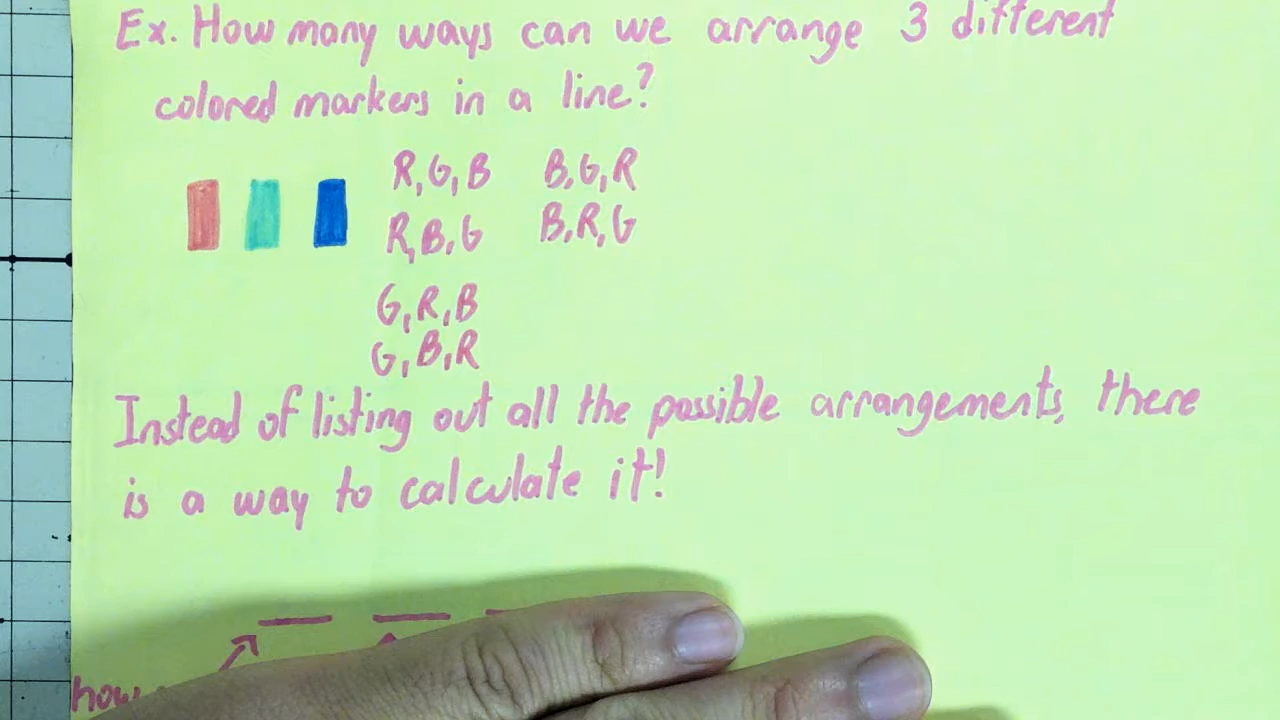 Ex. How many ways can we arrange 3 different
colored markers in a line?
R, G, B B, G, R
R, B, G B, R, G
G, R, B
G, B, R
Instead of listing out all the possible arrangements, there
is a way to calculate it!
how